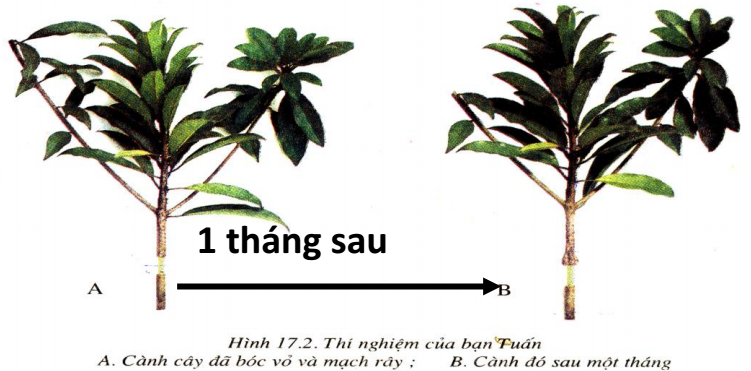 1 tháng sau
A
B
Hình 17.2. Thí nghiệm của bạn Tuấn
A. Cành cây đã bóc vỏ và mạch rây ; B. Cành đó sau một tháng